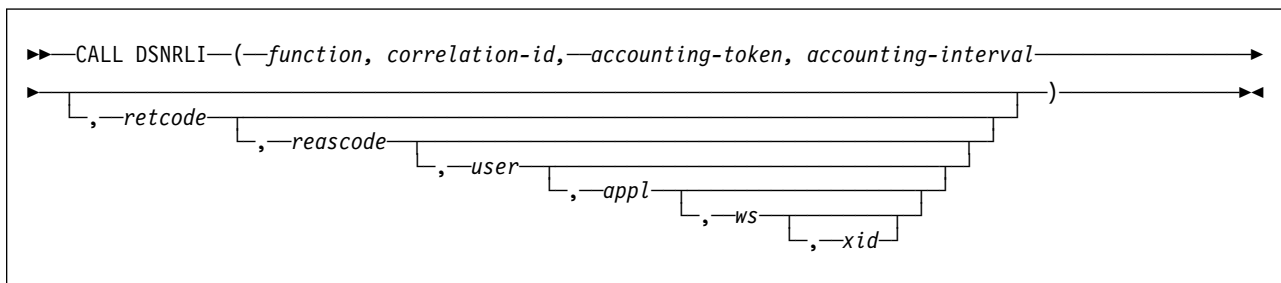 CALL DSNRLI ( function, correlation-id, accounting-token, accounting-interval
)
, retcode
, reascode
, user
, appl
, ws
, xid